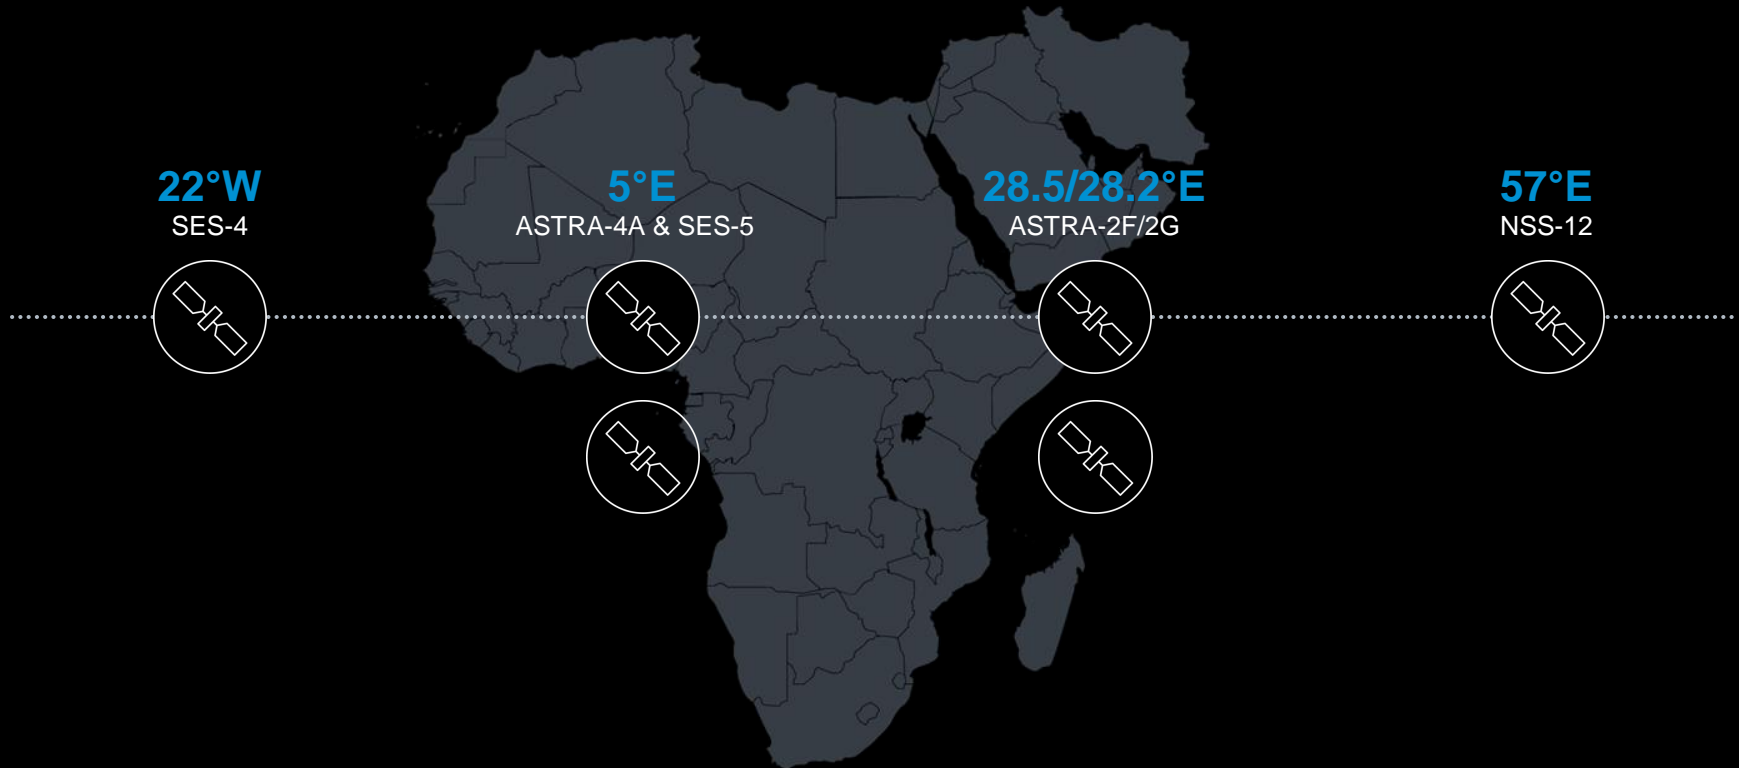 22°W
SES-4
5°E
ASTRA-4A & SES-5
28.5/28.2°E
ASTRA-2F/2G
57°E
NSS-12